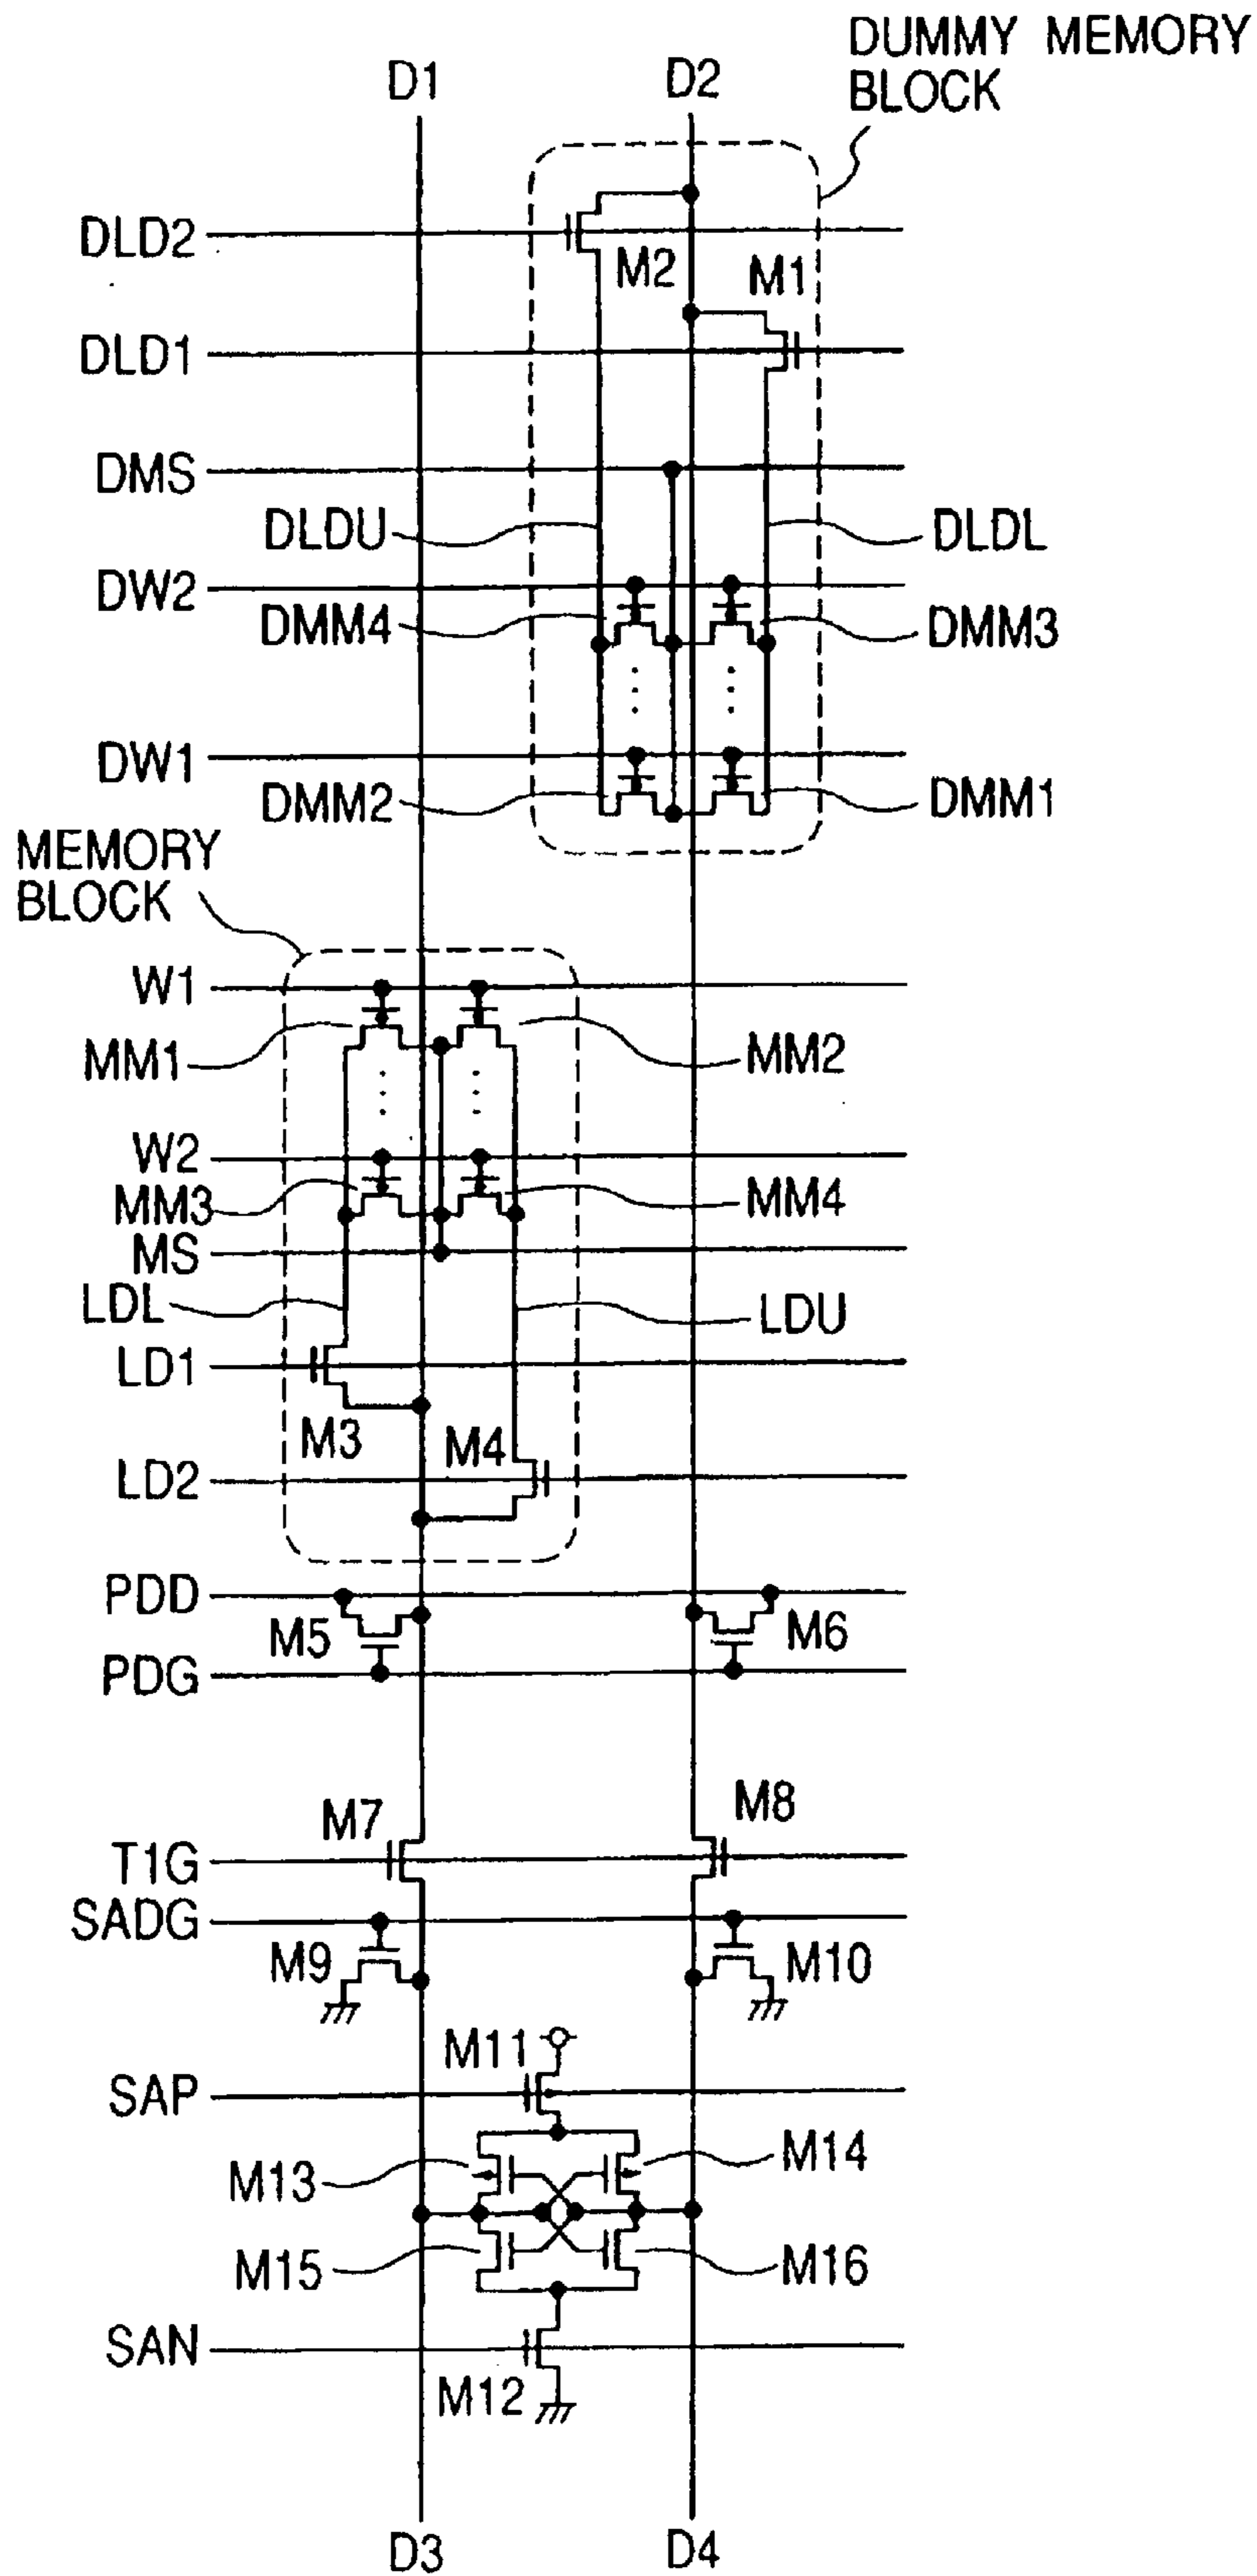 DUMMY MEMORY
BLOCK
D1
D2
DLD2
M2
M1
DLD1
DMS
DLDU
DLDL
DW2
DMM4
DMM3
DW1
DMM2
DMM1
MEMORY
BLOCK
W1
MM1
MM2
W2
MM3
MM4
MS
LDL
LDU
LD1
M3
M4
LD2
PDD
M5
M6
PDG
M7
M8
T1G
SADG
M9
M10
M11
SAP
M13
M14
M15
M16
SAN
M12
D3
D4